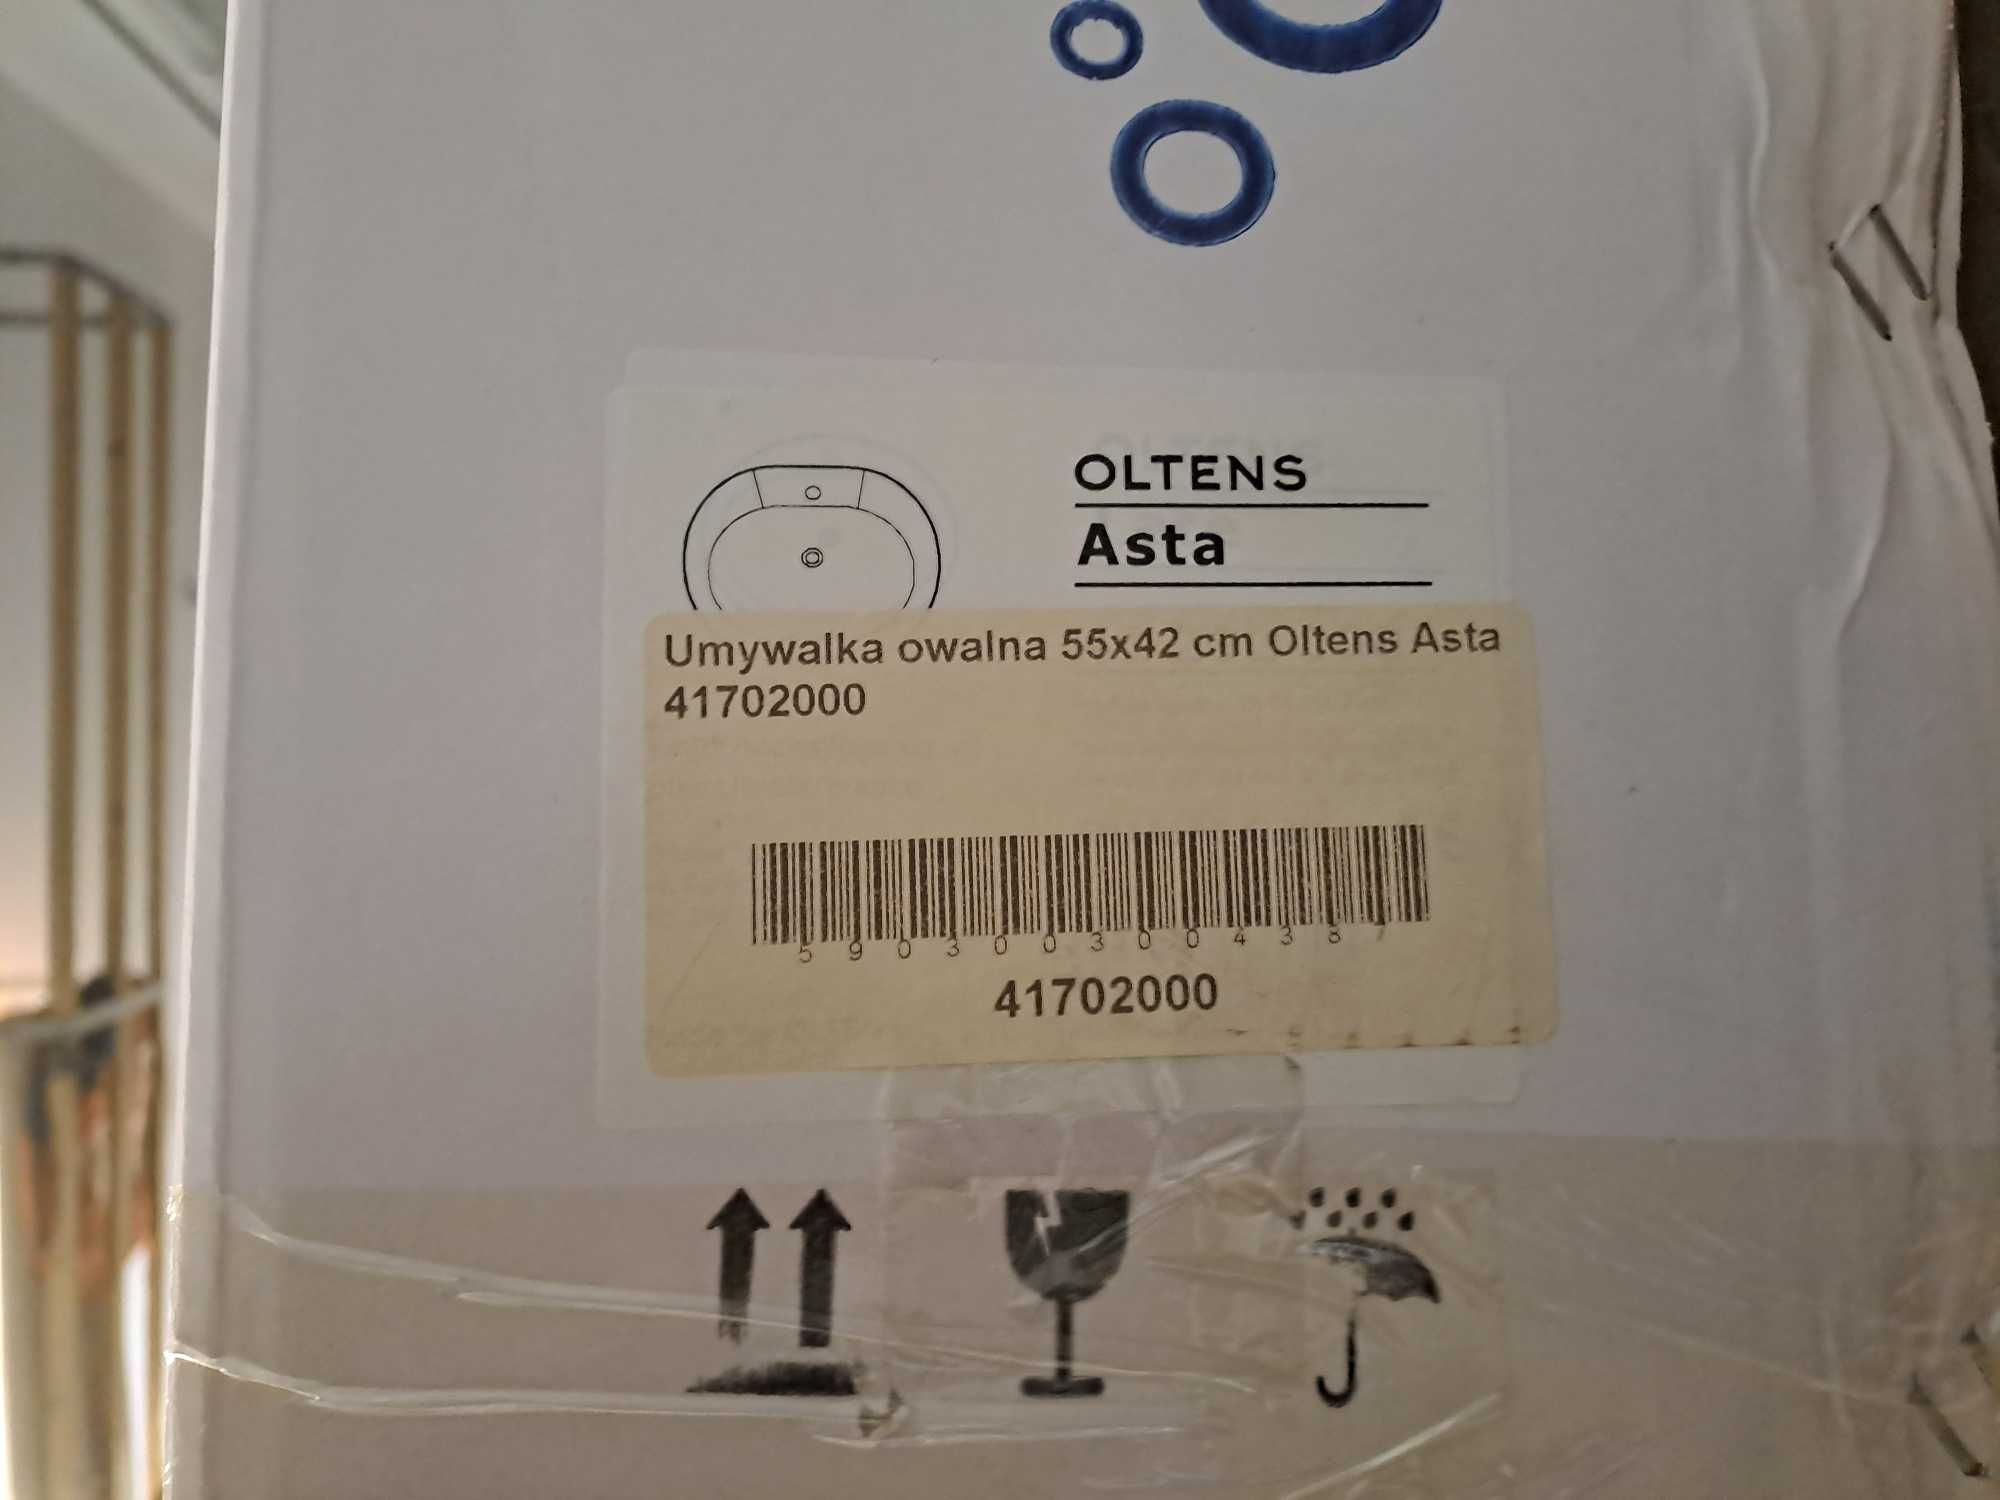 OLTENS
Asta
Umywalka owalna 55x42 cm Oltens Asta
41702000
5903003004387
41702000